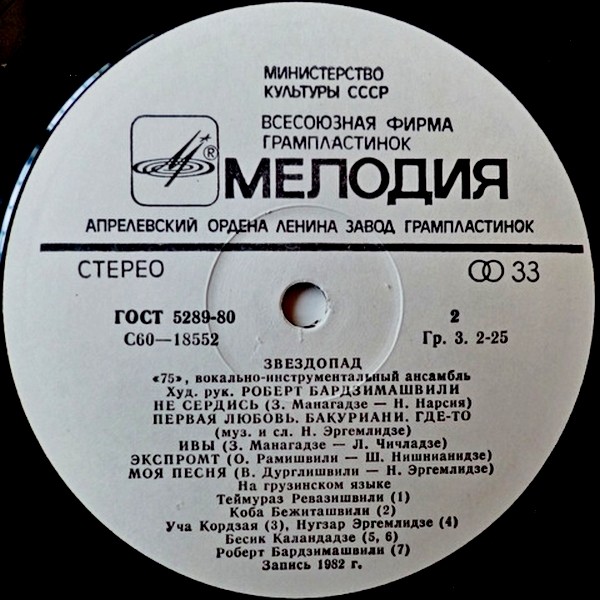 МИНИСТЕРСТВО
КУЛЬТУРЫ СССР
ВСЕСОЮЗНАЯ ФИРМА
ГРАМПЛАСТИНОК
®
МЕЛОДИЯ
АПРЕЛЕВСКИЙ ОРДЕНА ЛЕНИНА ЗАВОД ГРАМПЛАСТИНОК
СТЕРЕО
33
ГОСТ 5289-80
2
С60—18552
Гр. 3. 2-25
ЗВЕЗДОПАД
«75», вокально-инструментальный ансамбль
Худ. рук. РОБЕРТ БАРДЗИМАШВИЛИ
НЕ СЕРДИСЬ (З. Манагадзе — Н. Нарсия)
ПЕРВАЯ ЛЮБОВЬ. БАКУРИАНИ. ГДЕ-ТО
(муз. и сл. Н. Эргемлидзе)
ИВЫ (З. Манагадзе — Л. Чичладзе)
ЭКСПРОМТ (О. Рамишвили — Ш. Нишнианидзе)
МОЯ ПЕСНЯ (В. Дурглишвили — Н. Эргемлидзе)
На грузинском языке
Теймураз Ревазишвили (1)
Коба Бежиташвили (2)
Уча Кордзая (3), Нугзар Эргемлидзе (4)
Бесик Каландадзе (5, 6)
Роберт Бардзимашвили (7)
Запись 1982 г.